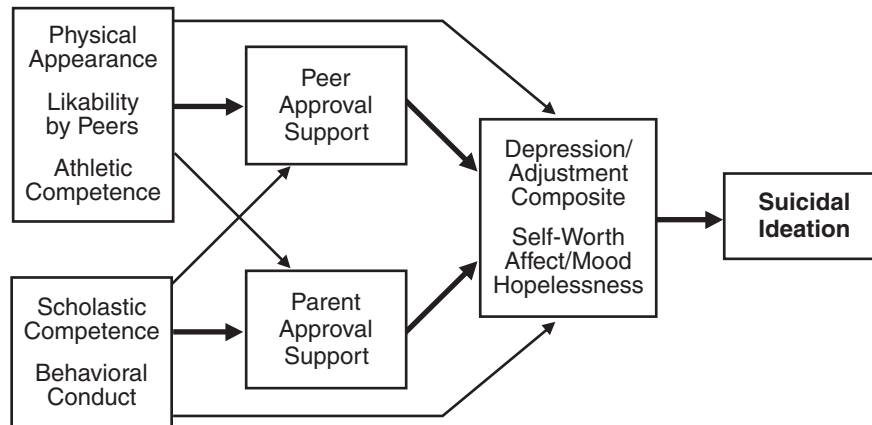 Physical
Appearance
Likability
by Peers
Athletic
Competence
Scholastic
Competence
Behavioral
Conduct
Peer
Approval
Support
Parent
Approval
Support
Depression/
Adjustment
Composite
Self-Worth
Affect/Mood
Hopelessness
Suicidal
Ideation